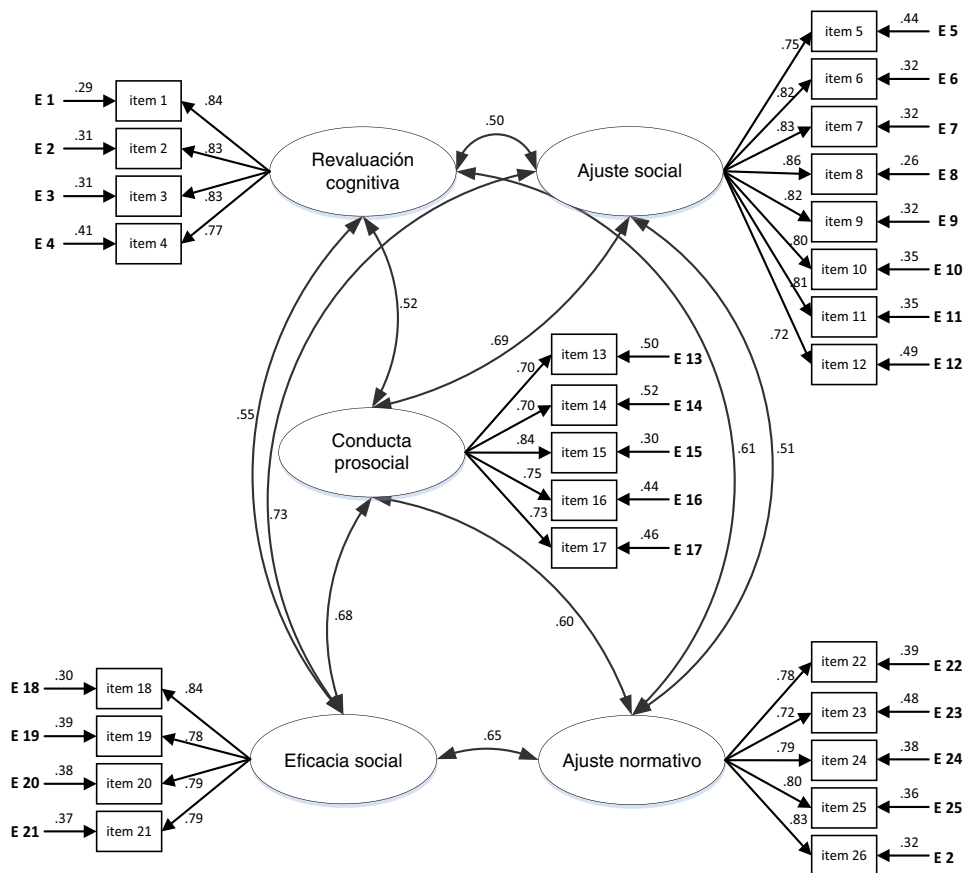 E 1 .29 item 1 .84
E 2 .31 item 2 .83
E 3 .31 item 3 .83
E 4 .41 item 4 .77
Revaluación
cognitiva
.50
Ajuste social
.75 item 5 .44 E 5
.82 item 6 .32 E 6
.83 item 7 .32 E 7
.86 item 8 .26 E 8
.82 item 9 .32 E 9
.80 item 10 .35 E 10
.81 item 11 .35 E 11
.72 item 12 .49 E 12
.52
.69
.55
.73
.61
.51
Conducta
prosocial
.70 item 13 .50 E 13
.70 item 14 .52 E 14
.84 item 15 .30 E 15
.75 item 16 .44 E 16
.73 item 17 .46 E 17
.68
.60
E 18 .30 item 18 .84
E 19 .39 item 19 .78
E 20 .38 item 20 .79
E 21 .37 item 21 .79
Eficacia social
.65
Ajuste normativo
.78 item 22 .39 E 22
.72 item 23 .48 E 23
.79 item 24 .38 E 24
.80 item 25 .36 E 25
.83 item 26 .32 E 2